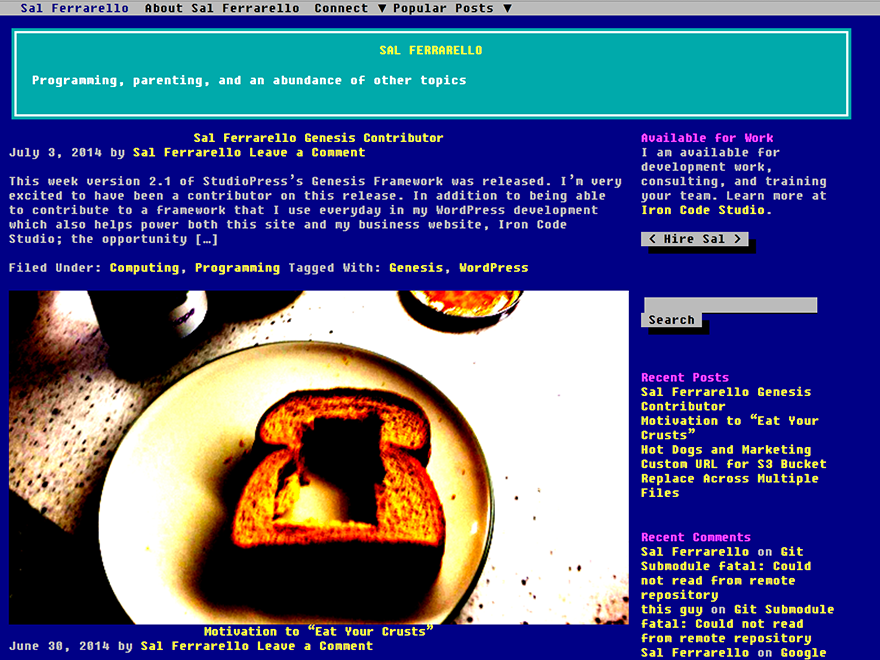 Sal Ferrarello About Sal Ferrarello Connect ▼ Popular Posts ▼
SAL FERRARELLO
Programming, parenting, and an abundance of other topics
Sal Ferrarello Genesis Contributor
July 3, 2014 by Sal Ferrarello Leave a Comment
This week version 2.1 of StudioPress’s Genesis Framework was released. I’m very
excited to have been a contributor on this release. In addition to being able
to contribute to a framework that I use everyday in my WordPress development
which also helps power both this site and my business website, Iron Code
Studio; the opportunity […]
Filed Under: Computing, Programming Tagged With: Genesis, WordPress
Motivation to “Eat Your Crusts”
June 30, 2014 by Sal Ferrarello Leave a Comment
Available for Work
I am available for
development work,
consulting, and training
your team. Learn more at
Iron Code Studio.
< Hire Sal >
Search
Recent Posts
Sal Ferrarello Genesis
Contributor
Motivation to “Eat Your
Crusts”
Hot Dogs and Marketing
Custom URL for S3 Bucket
Replace Across Multiple
Files
Recent Comments
Sal Ferrarello on Git
Submodule fatal: Could
not read from remote
repository
this guy on Git Submodule
fatal: Could not read
from remote repository
Sal Ferrarello on Google